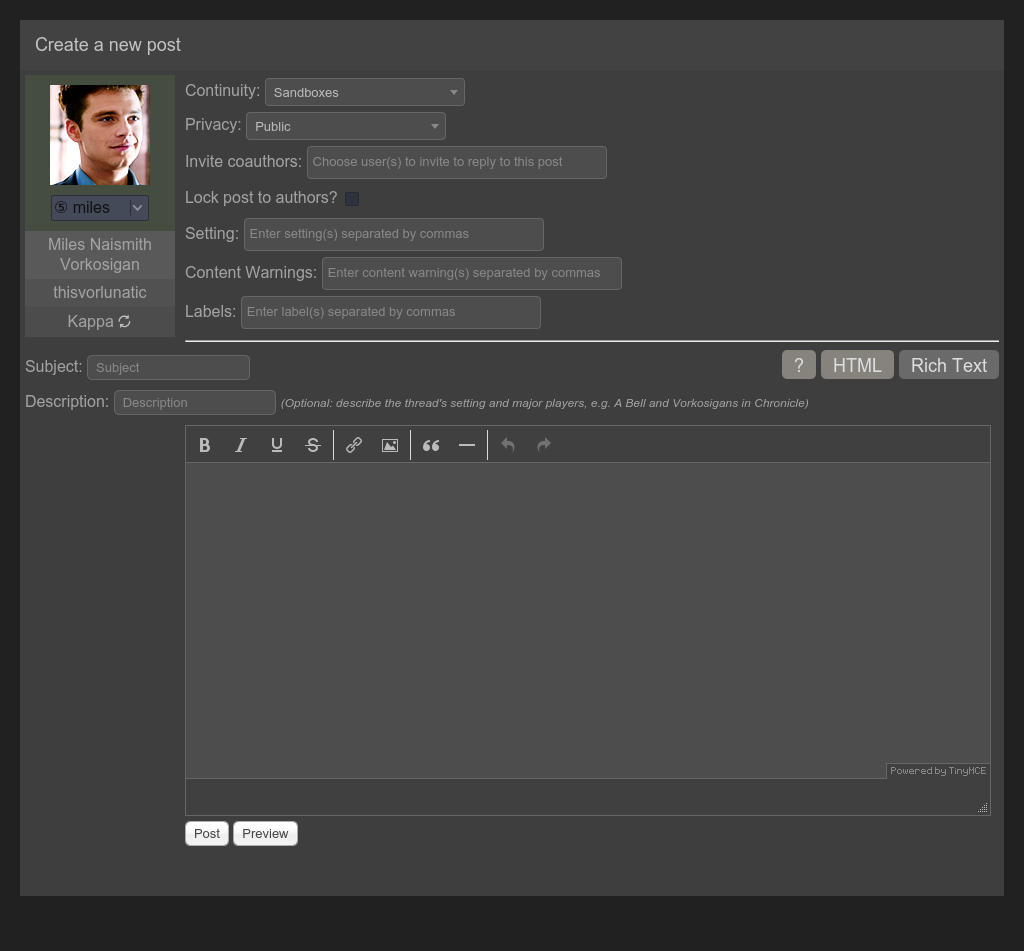 Create a new post
Continuity: Sandboxes
Privacy: Public
Invite coauthors: Choose user(s) to invite to reply to this post
Lock post to authors?
⑤ miles
Setting: Enter setting(s) separated by commas
Miles Naismith
Vorkosigan
Content Warnings: Enter content warning(s) separated by commas
thisvorlunatic
Labels: Enter label(s) separated by commas
Kappa
Subject: Subject
? HTML Rich Text
Description: Description (Optional: describe the thread's setting and major players, e.g. A Bell and Vorkosigans in Chronicle)
B I U S
Powered by TinyMCE
Post Preview